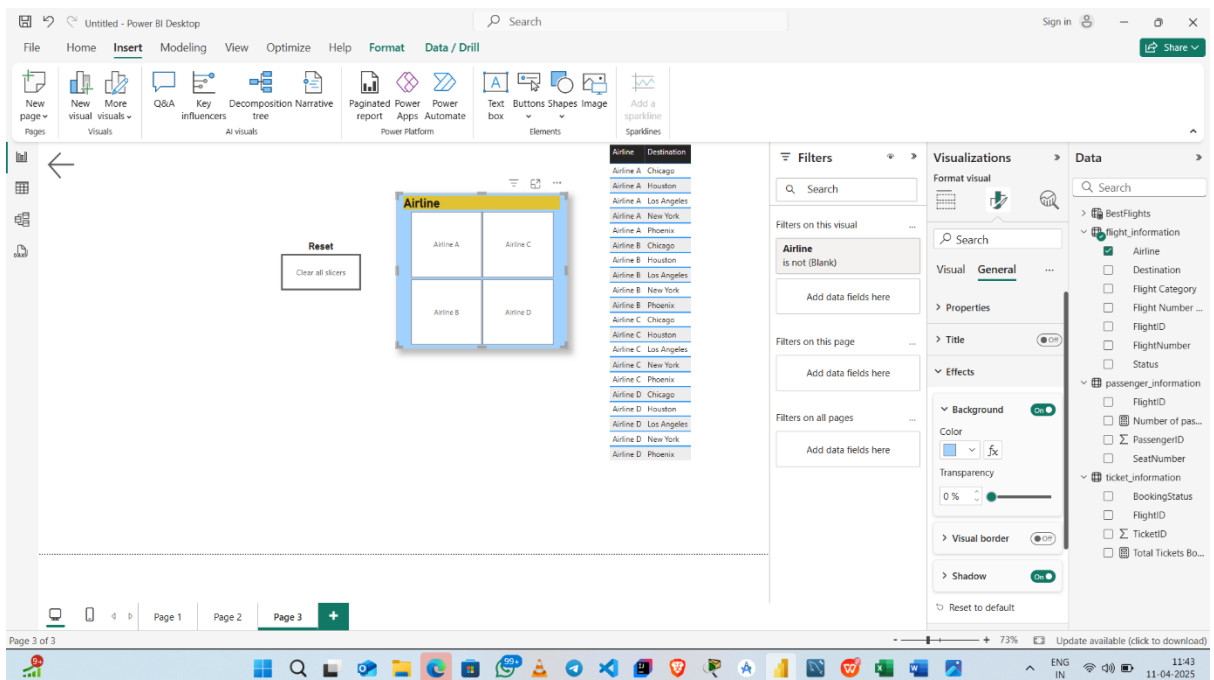 Untitled - Power BI Desktop
Search
Sign in
File Home Insert Modeling View Optimize Help Format Data / Drill
Share
New page
New visual
More visuals
Q&A
Key influencers
Decomposition tree
Narrative
Paginated report
Power Apps
Power Automate
Text box
Buttons
Shapes
Image
Add a sparkline
Pages
Visuals
AI visuals
Power Platform
Elements
Sparklines
Reset
Clear all slicers
Airline
Airline A
Airline C
Airline B
Airline D
Airline Destination
Airline A Chicago
Airline A Houston
Airline A Los Angeles
Airline A New York
Airline A Phoenix
Airline B Chicago
Airline B Houston
Airline B Los Angeles
Airline B New York
Airline B Phoenix
Airline C Chicago
Airline C Houston
Airline C Los Angeles
Airline C New York
Airline C Phoenix
Airline D Chicago
Airline D Houston
Airline D Los Angeles
Airline D New York
Airline D Phoenix
Filters
Search
Filters on this visual ...
Airline
is not (Blank)
Add data fields here
Filters on this page ...
Add data fields here
Filters on all pages ...
Add data fields here
Visualizations
Format visual
Search
Visual General ...
Properties
Title Off
Effects
Background On
Color
fx
Transparency
0 %
Visual border Off
Shadow On
Reset to default
Data
Search
BestFlights
flight_information
Airline
Destination
Flight Category
Flight Number ...
FlightID
FlightNumber
Status
passenger_information
FlightID
Number of pas...
PassengerID
SeatNumber
ticket_information
BookingStatus
FlightID
TicketID
Total Tickets Bo...
Page 1 Page 2 Page 3 +
Page 3 of 3
- + 73%
Update available (click to download)
9+
99+
ENG
IN
11:43
11-04-2025